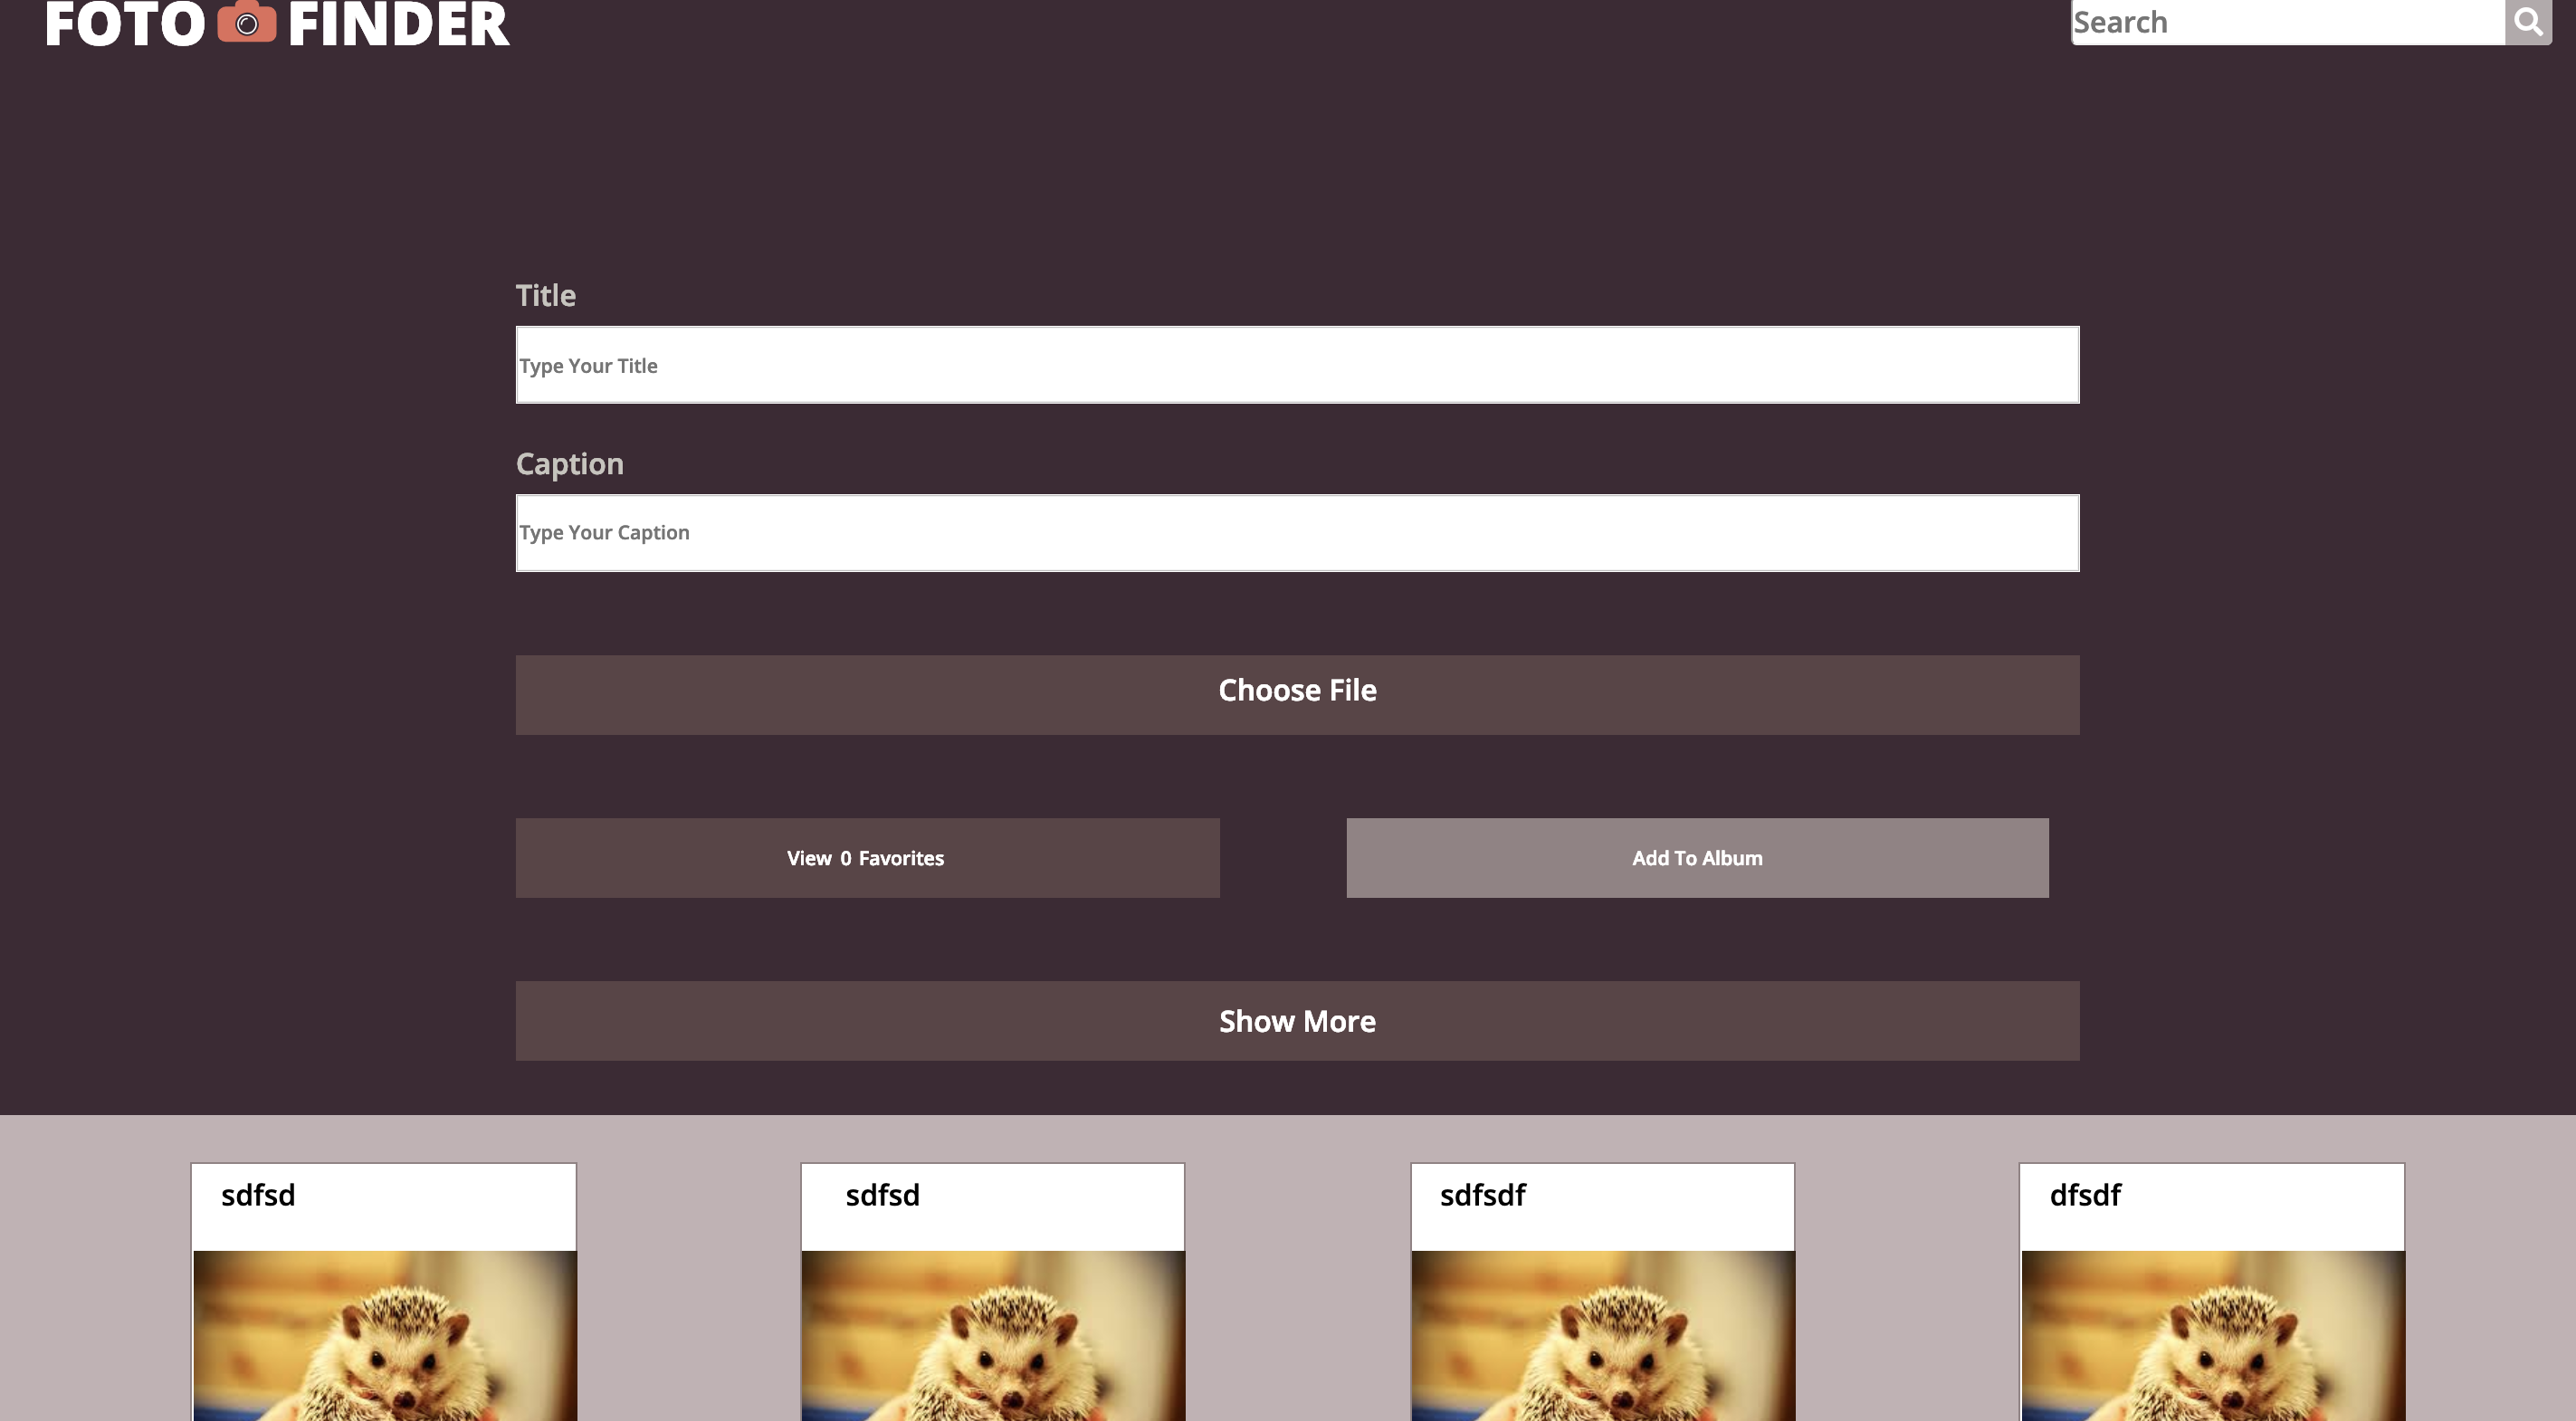 FOTO FINDER
Search
Title
Type Your Title
Caption
Type Your Caption
Choose File
View 0 Favorites
Add To Album
Show More
sdfsd
sdfsd
sdfsdf
dfsdf